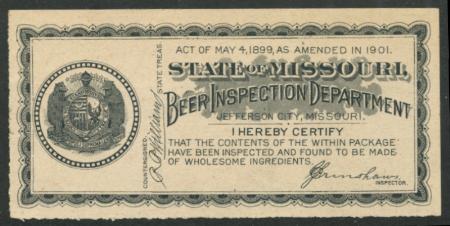 ACT OF MAY 4, 1899, AS AMENDED IN 1901.
STATE OF MISSOURI,
BEER INSPECTION DEPARTMENT
JEFFERSON CITY, MISSOURI.
I HEREBY CERTIFY
THAT THE CONTENTS OF THE WITHIN PACKAGE
HAVE BEEN INSPECTED AND FOUND TO BE MADE
OF WHOLESOME INGREDIENTS.
INSPECTOR.
COUNTERSIGNED
STATE TREAS.